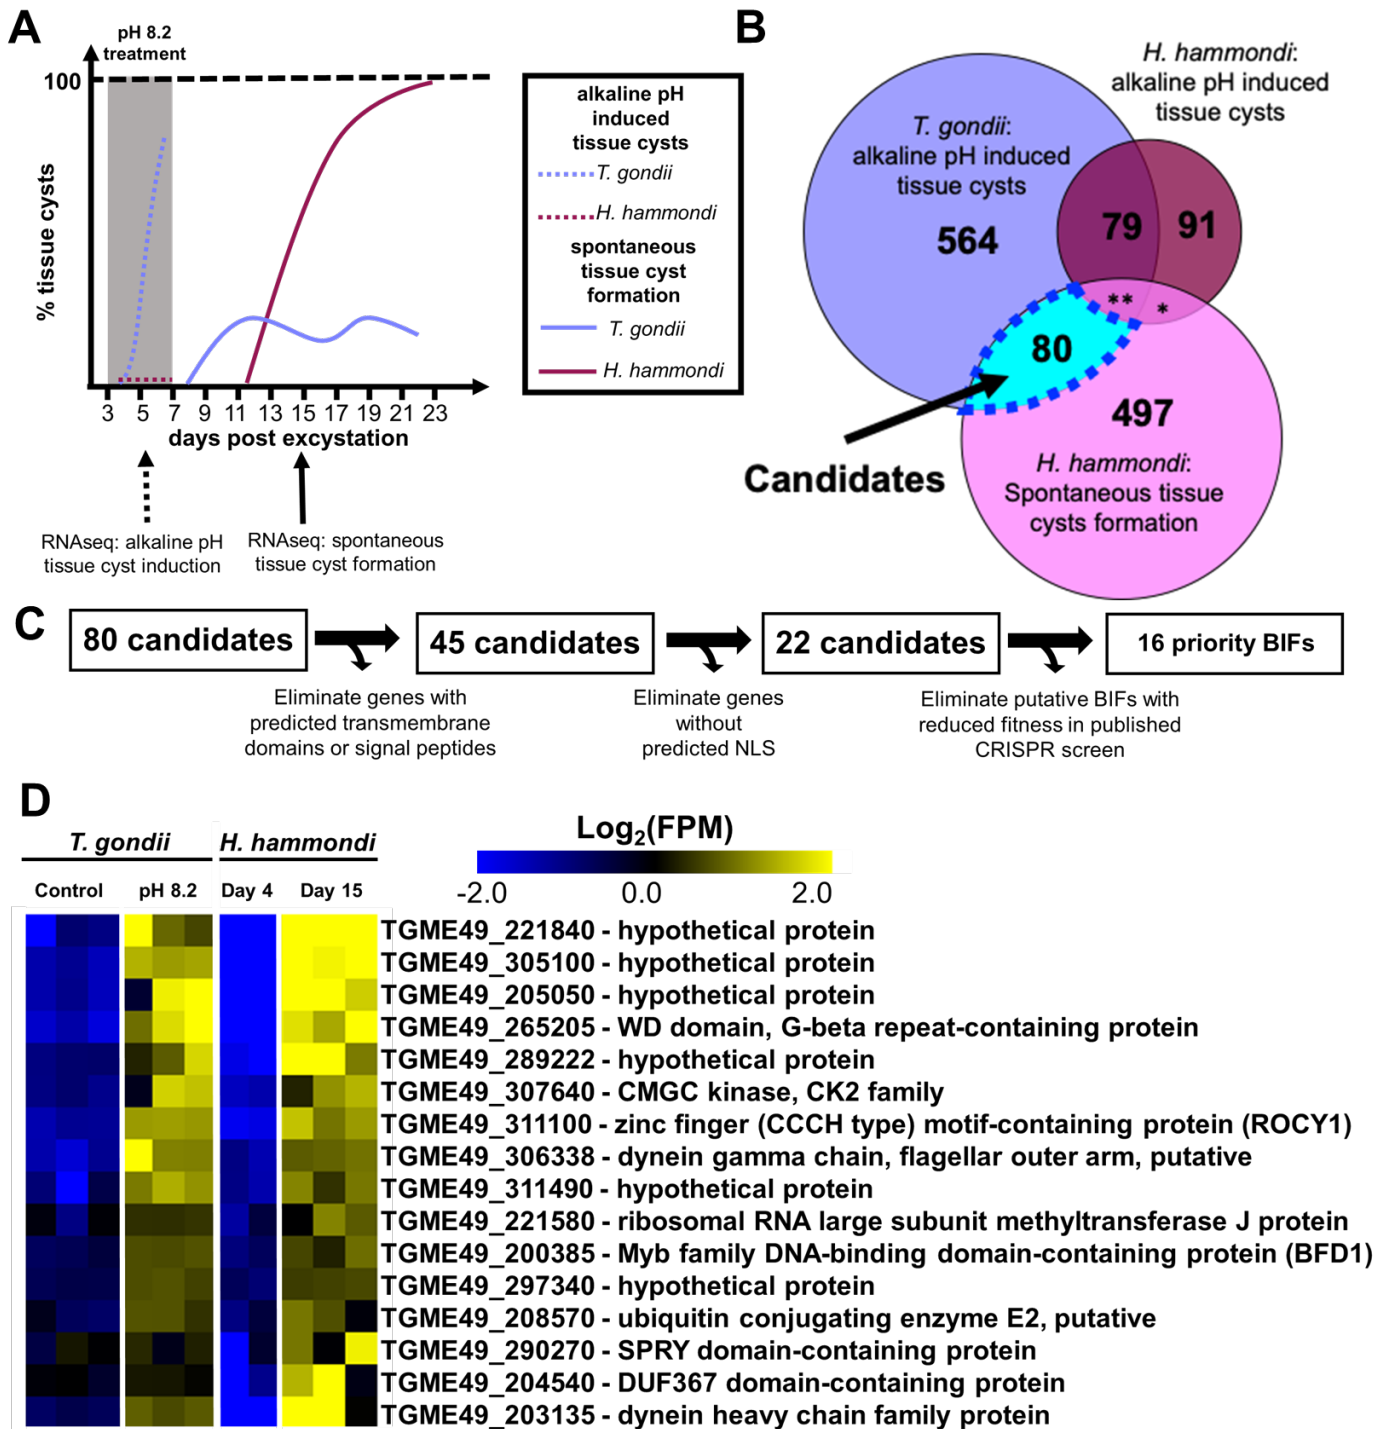 A
pH 8.2
treatment
100
% tissue cysts
3 5 7 9 11 13 15 17 19 21 23
days post excystation
RNAseq: alkaline pH
tissue cyst induction
RNAseq: spontaneous
tissue cyst formation
alkaline pH
induced
tissue cysts
T. gondii
H. hammondi
spontaneous
tissue cyst
formation
T. gondii
H. hammondi
B
H. hammondi:
alkaline pH induced
tissue cysts
T. gondii:
alkaline pH induced
tissue cysts
564
79
91
**
*
80
497
Candidates
H. hammondi:
Spontaneous tissue
cysts formation
C
80 candidates
45 candidates
22 candidates
16 priority BIFs
Eliminate genes with
predicted transmembrane
domains or signal peptides
Eliminate genes
without
predicted NLS
Eliminate putative BIFs with
reduced fitness in published
CRISPR screen
D
T. gondii
H. hammondi
Control
pH 8.2
Day 4
Day 15
Log2(FPM)
-2.0 0.0 2.0
TGME49_221840 - hypothetical protein
TGME49_305100 - hypothetical protein
TGME49_205050 - hypothetical protein
TGME49_265205 - WD domain, G-beta repeat-containing protein
TGME49_289222 - hypothetical protein
TGME49_307640 - CMGC kinase, CK2 family
TGME49_311100 - zinc finger (CCCH type) motif-containing protein (ROCY1)
TGME49_306338 - dynein gamma chain, flagellar outer arm, putative
TGME49_311490 - hypothetical protein
TGME49_221580 - ribosomal RNA large subunit methyltransferase J protein
TGME49_200385 - Myb family DNA-binding domain-containing protein (BFD1)
TGME49_297340 - hypothetical protein
TGME49_208570 - ubiquitin conjugating enzyme E2, putative
TGME49_290270 - SPRY domain-containing protein
TGME49_204540 - DUF367 domain-containing protein
TGME49_203135 - dynein heavy chain family protein